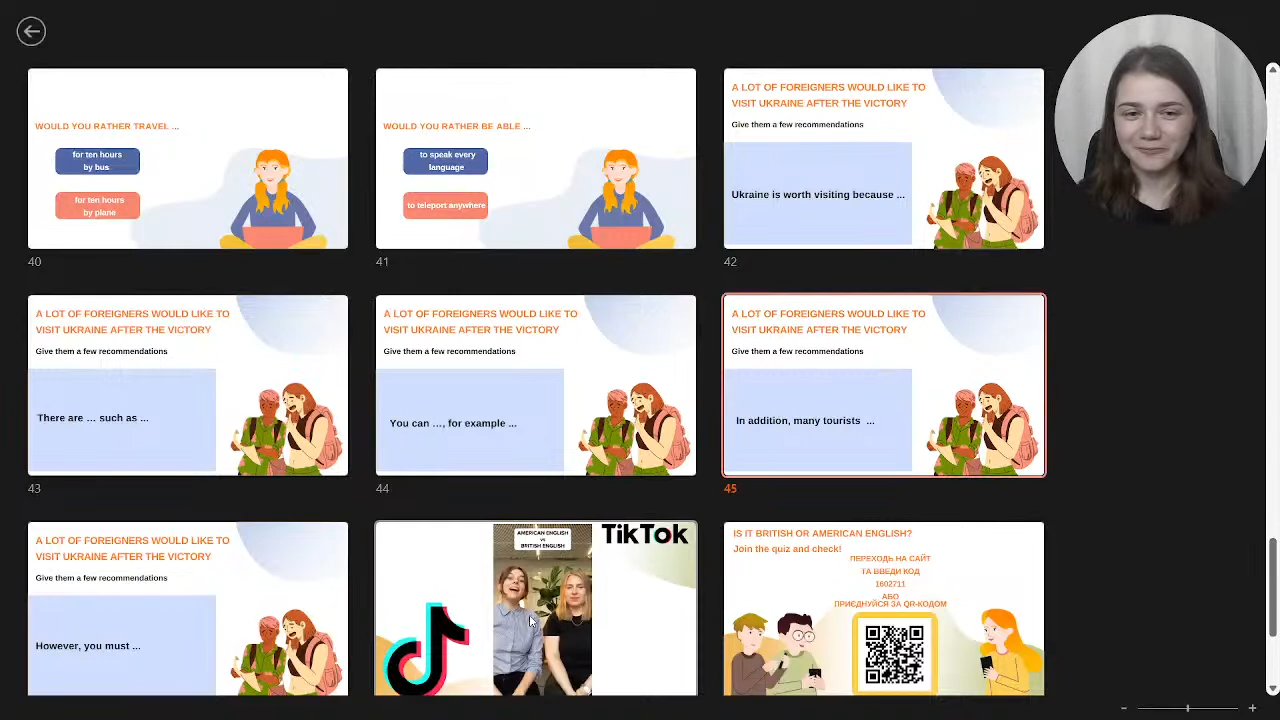 WOULD YOU RATHER TRAVEL ...
for ten hours
by bus
for ten hours
by plane
40
WOULD YOU RATHER BE ABLE ...
to speak every
language
to teleport anywhere
41
A LOT OF FOREIGNERS WOULD LIKE TO
VISIT UKRAINE AFTER THE VICTORY
Give them a few recommendations
Ukraine is worth visiting because ...
42
A LOT OF FOREIGNERS WOULD LIKE TO
VISIT UKRAINE AFTER THE VICTORY
Give them a few recommendations
There are ... such as ...
43
A LOT OF FOREIGNERS WOULD LIKE TO
VISIT UKRAINE AFTER THE VICTORY
Give them a few recommendations
You can ..., for example ...
44
A LOT OF FOREIGNERS WOULD LIKE TO
VISIT UKRAINE AFTER THE VICTORY
Give them a few recommendations
In addition, many tourists ...
45
A LOT OF FOREIGNERS WOULD LIKE TO
VISIT UKRAINE AFTER THE VICTORY
Give them a few recommendations
However, you must ...
AMERICAN ENGLISH
vs
BRITISH ENGLISH
TikTok
IS IT BRITISH OR AMERICAN ENGLISH?
Join the quiz and check!
ПЕРЕХОДЬ НА САЙТ
ТА ВВЕДИ КОД
1602711
АБО
ПРИЄДНУЙСЯ ЗА QR-КОДОМ